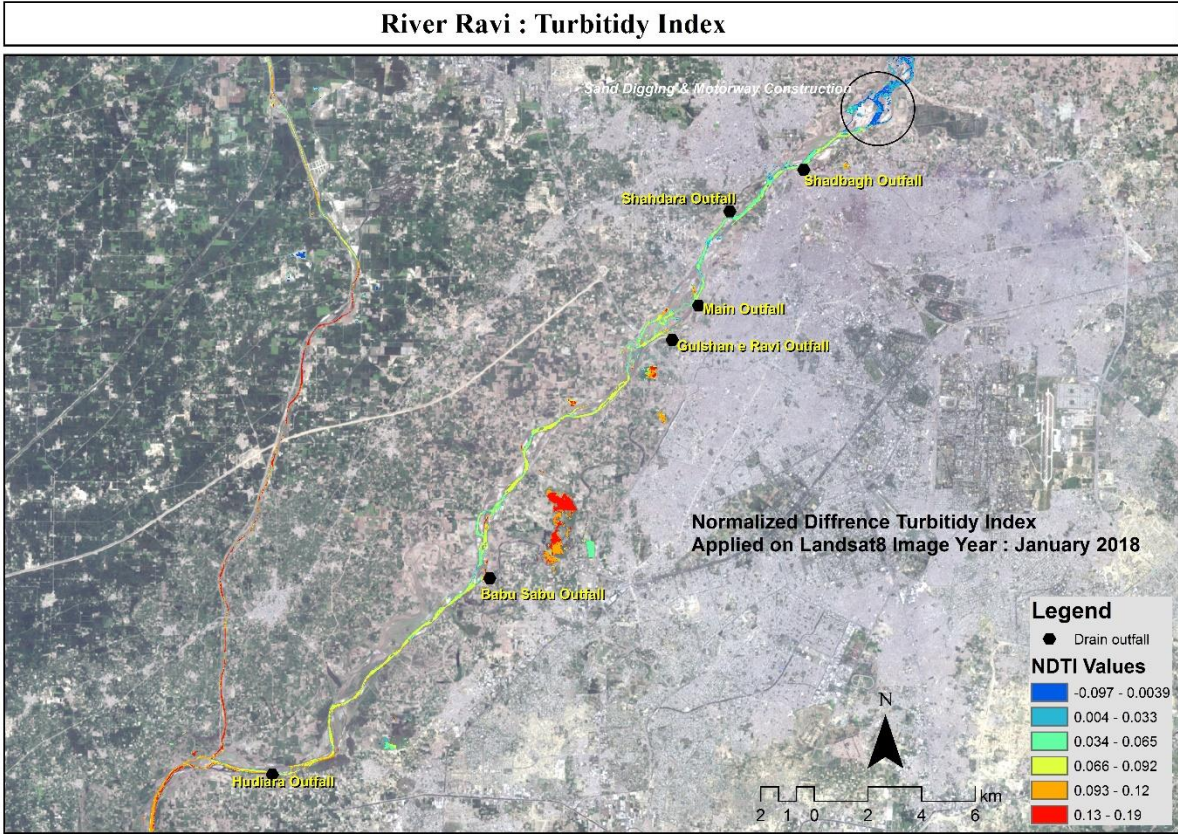 River Ravi : Turbitidy Index
Sand Digging & Motorway Construction
Shadbagh Outfall
Shahdara Outfall
Main Outfall
Gulshan e Ravi Outfall
Normalized Diffrence Turbitidy Index
Applied on Landsat8 Image Year : January 2018
Babu Sabu Outfall
Hudiara Outfall
Legend
Drain outfall
NDTI Values
-0.097 - 0.0039
0.004 - 0.033
0.034 - 0.065
0.066 - 0.092
0.093 - 0.12
0.13 - 0.19
N
km
2 1 0 2 4 6